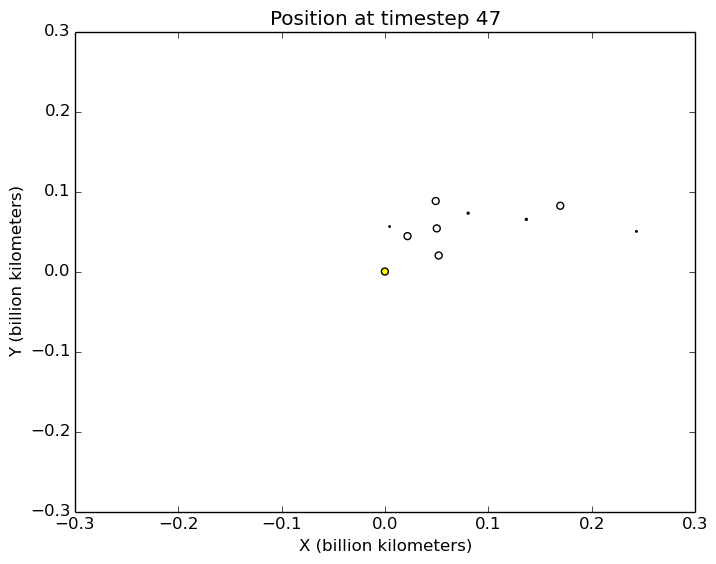 Position at timestep 47
0.3
0.2
0.1
0.0
−0.1
−0.2
−0.3
Y (billion kilometers)
−0.3 −0.2 −0.1 0.0 0.1 0.2 0.3
X (billion kilometers)